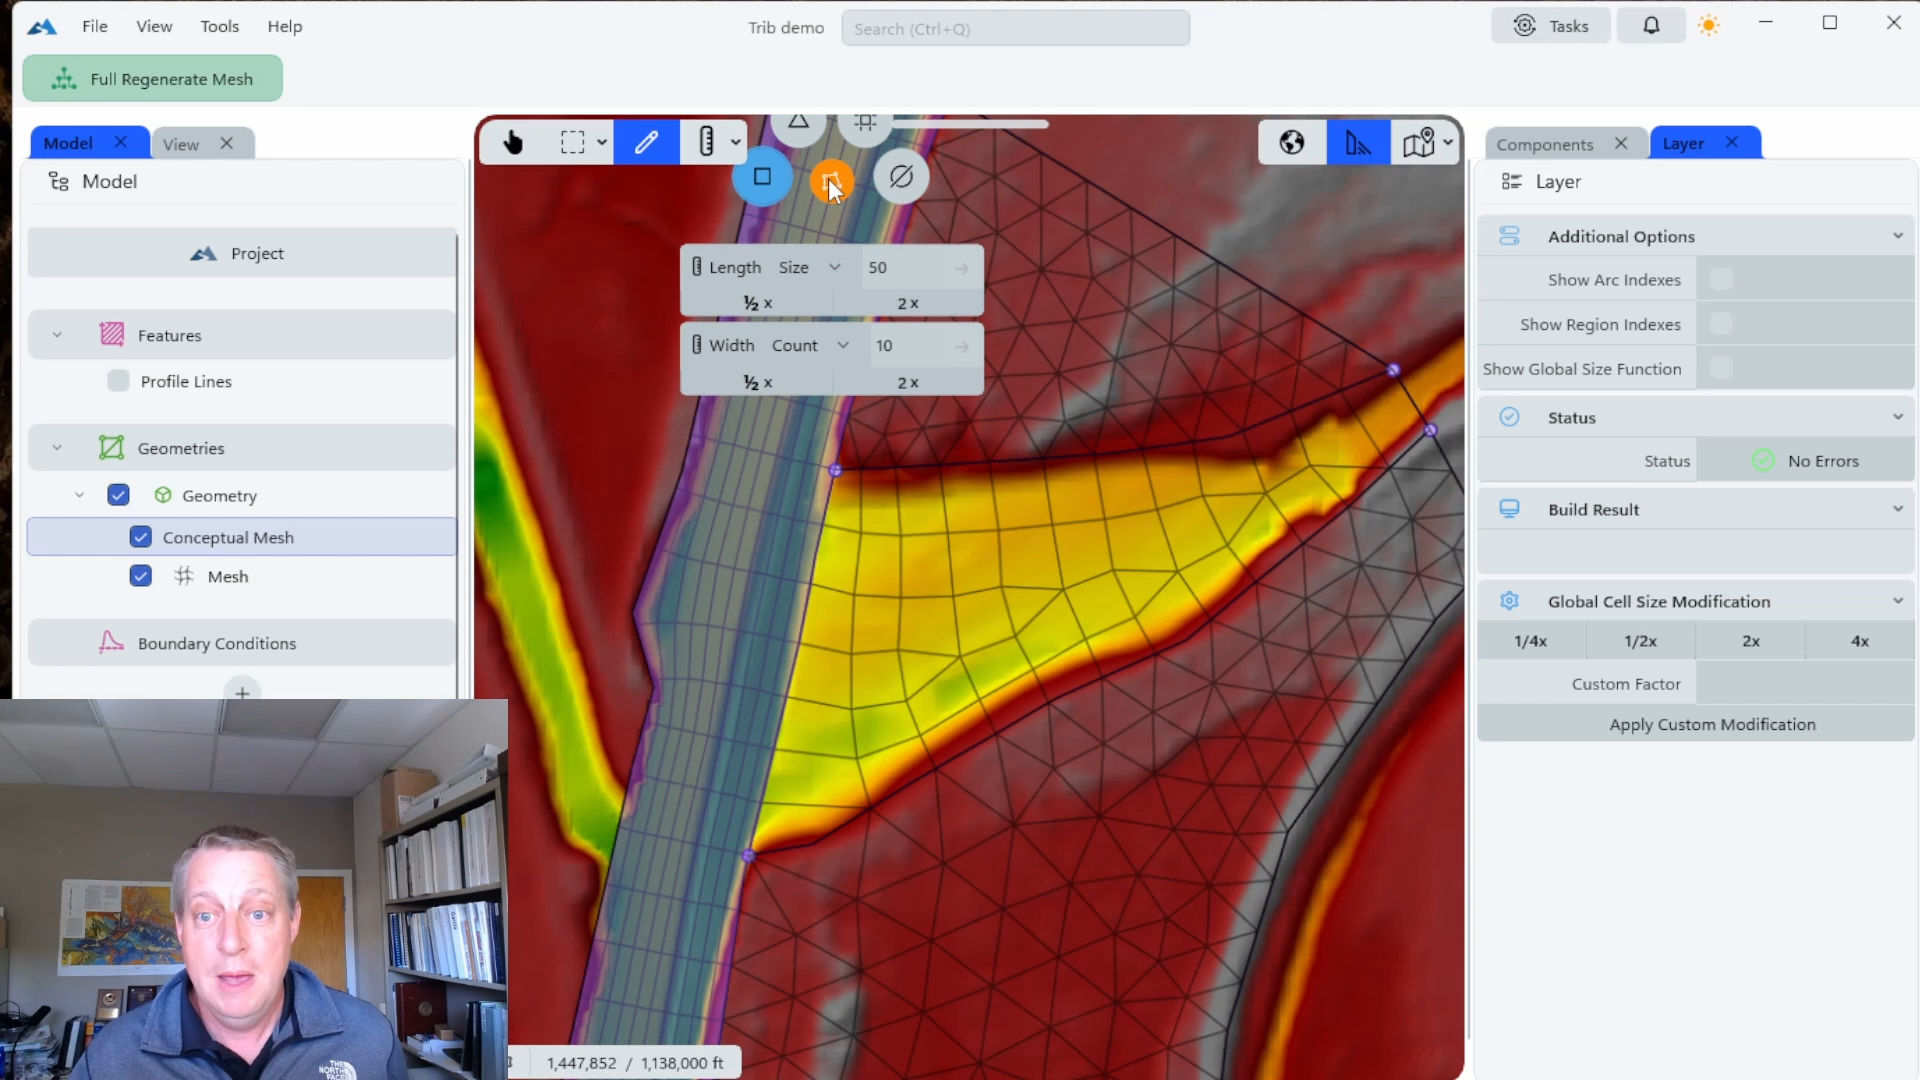 File View Tools Help
Trib demo
Search (Ctrl+Q)
Tasks
Full Regenerate Mesh
Model
View
Model
Project
Features
Profile Lines
Geometries
Geometry
Conceptual Mesh
Mesh
Boundary Conditions
Length Size 50
½ x 2 x
Width Count 10
½ x 2 x
1,447,852 / 1,138,000 ft
Components
Layer
Layer
Additional Options
Show Arc Indexes
Show Region Indexes
Show Global Size Function
Status
Status No Errors
Build Result
Global Cell Size Modification
1/4x 1/2x 2x 4x
Custom Factor
Apply Custom Modification
THE
NORTH
FACE